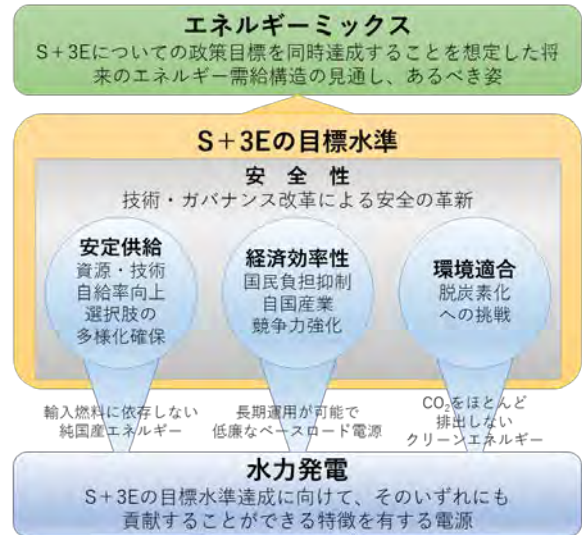 エネルギーミックス
S+3Eについての政策目標を同時達成することを想定した将
来のエネルギー需給構造の見通し、あるべき姿
S+3Eの目標水準
安 全 性
技術・ガバナンス改革による安全の革新
安定供給
資源・技術
自給率向上
選択肢の
多様化確保
経済効率性
国民負担抑制
自国産業
競争力強化
環境適合
脱炭素化
への挑戦
輸入燃料に依存しない
純国産エネルギー
長期運用が可能で
低廉なベースロード電源
CO₂をほとんど
排出しない
クリーンエネルギー
水力発電
S+3Eの目標水準達成に向けて、そのいずれにも
貢献することができる特徴を有する電源